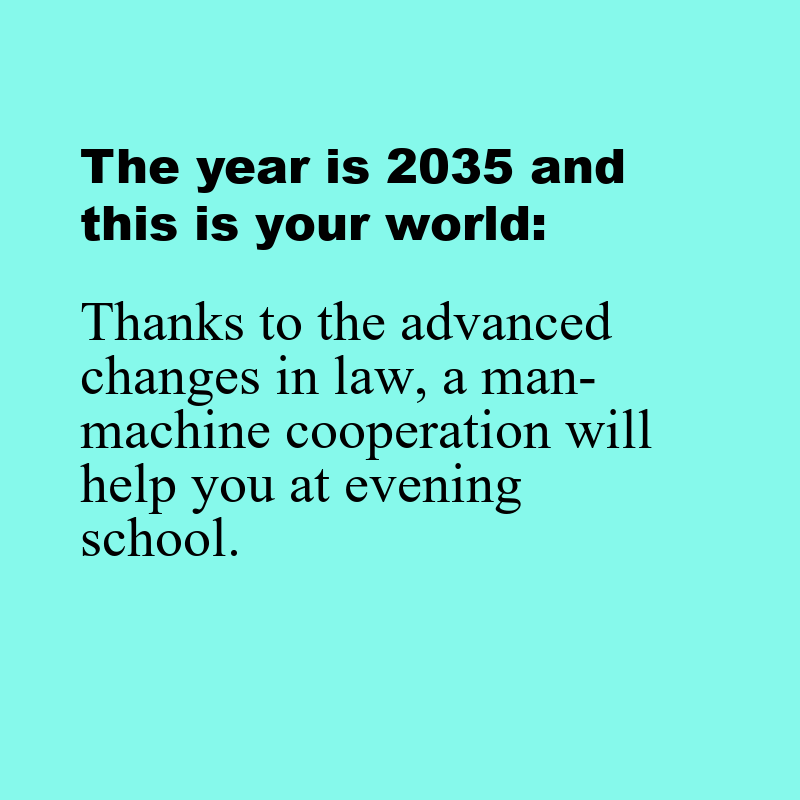 The year is 2035 and
this is your world:
Thanks to the advanced
changes in law, a man-
machine cooperation will
help you at evening
school.